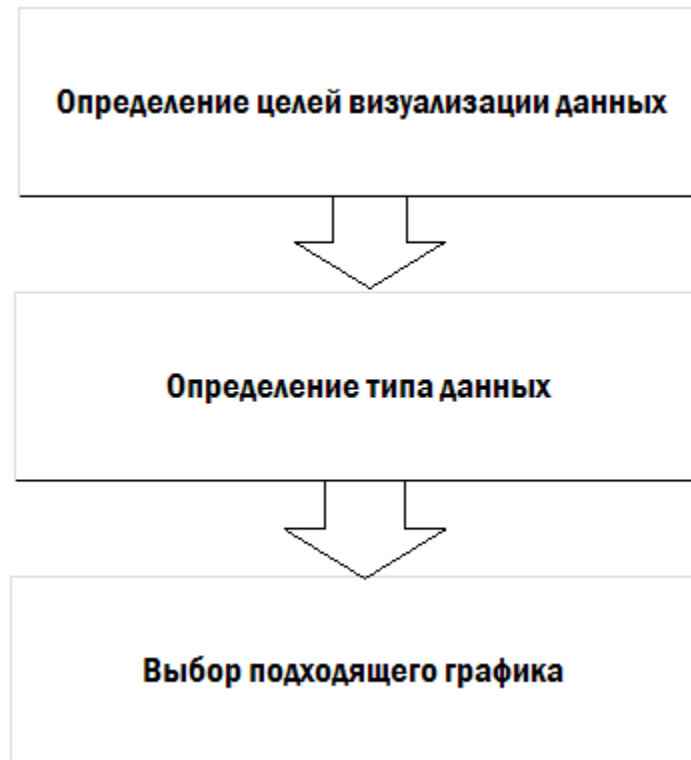 Определение целей визуализации данных
Определение типа данных
Выбор подходящего графика